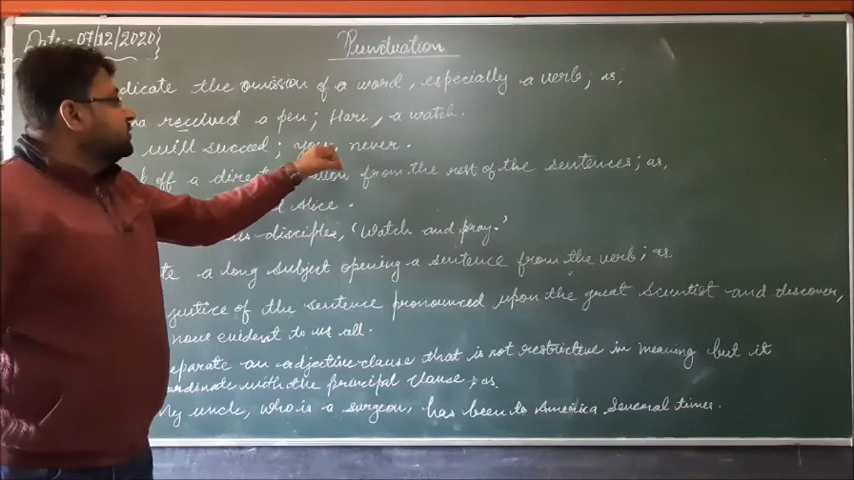 Date - 07/12/2020}
Punctuation
dicate the omission of a word, especially a verb; as,
na received a pen; Hari, a watch.
will succeed; you, never.
off a direct from the rest of the sentences; as,
Alice.
disciples, 'Watch and pray.'
te a long subject opening a sentence from the verb; as
justice of the sentence pronounced upon the great Scientist and discover,
now evident to us all.
eparate an adjective clause that is not restrictive in meaning, but it
ordinate with the principal clause; as
My uncle, who is a surgeon, has been to America Several times.